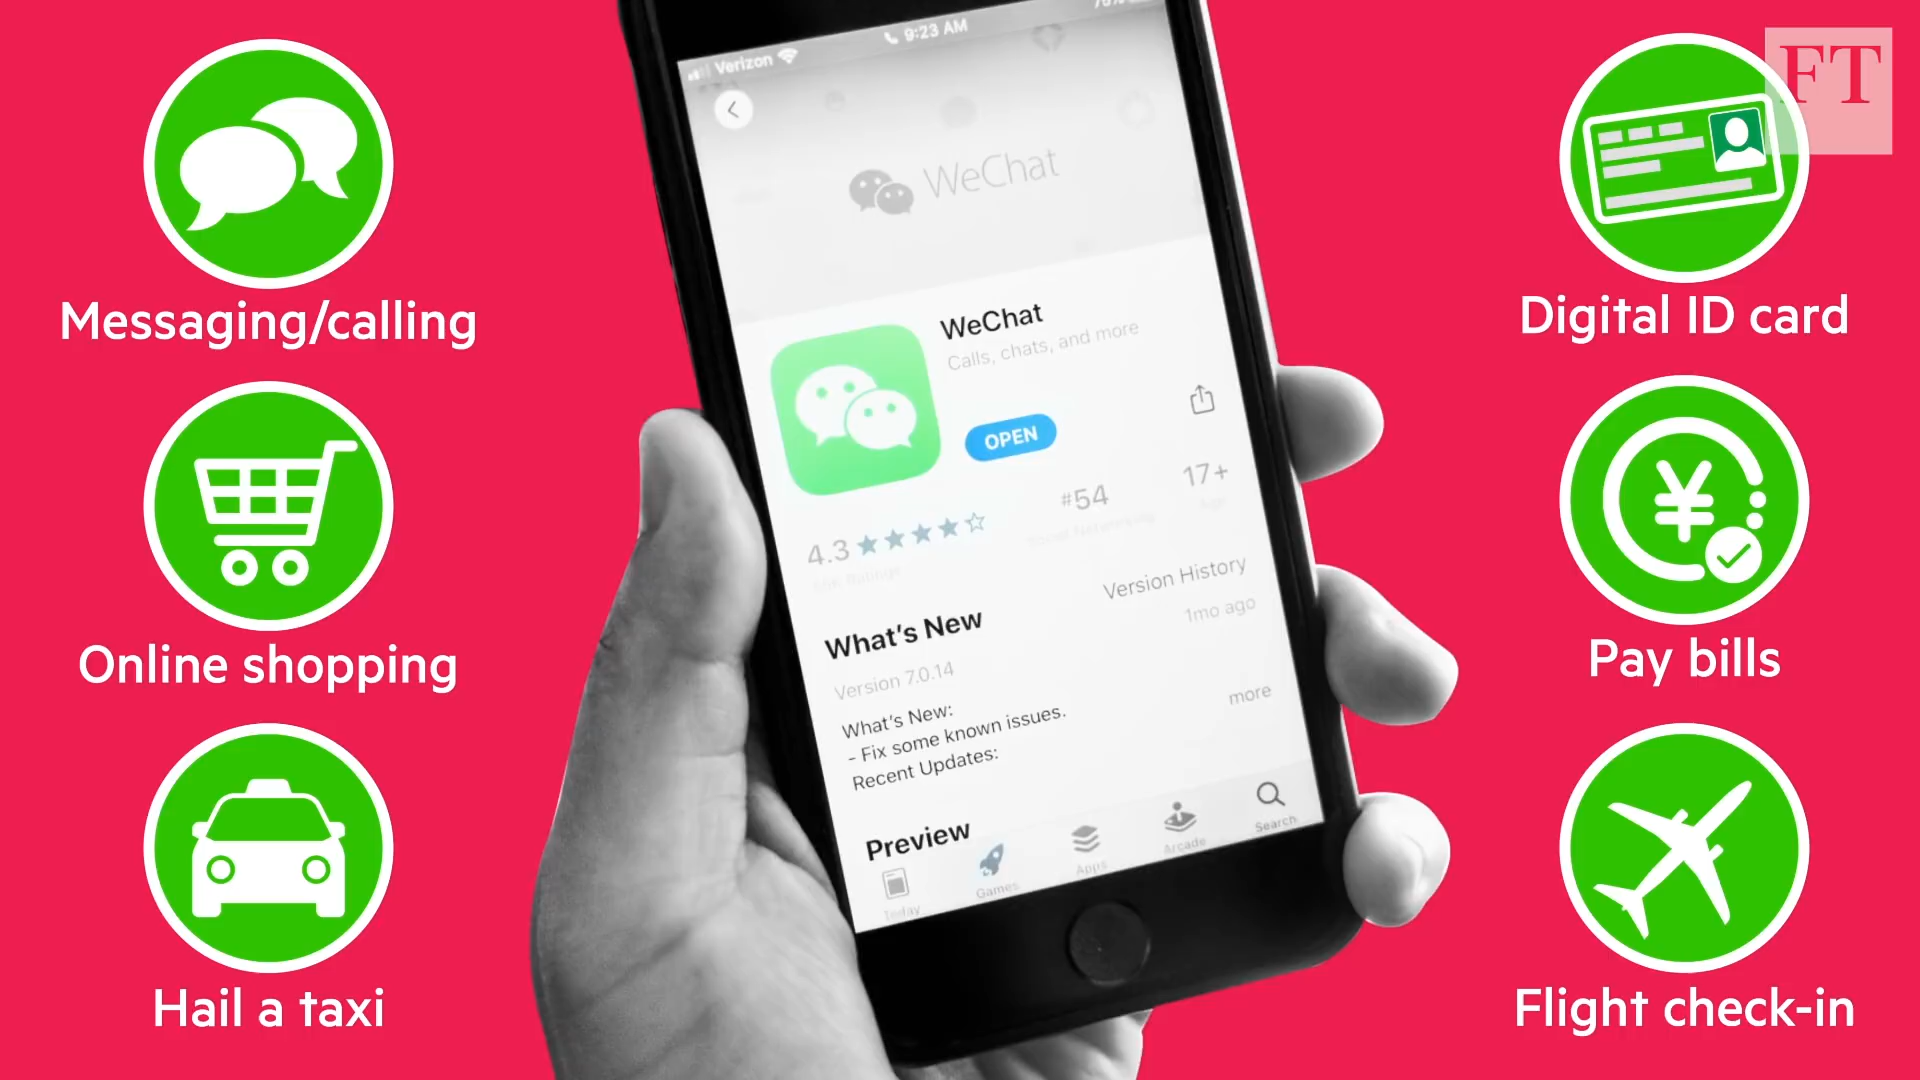 Verizon
9:23 AM
FT
WeChat
WeChat
Calls, chats, and more
OPEN
4.3
#54
17+
Age
What's New
Version History
Version 7.0.14
1mo ago
What's New:
- Fix some known issues.
Recent Updates:
more
Preview
Today
Games
Apps
Arcade
Search
Messaging/calling
Online shopping
Hail a taxi
Digital ID card
¥
Pay bills
Flight check-in